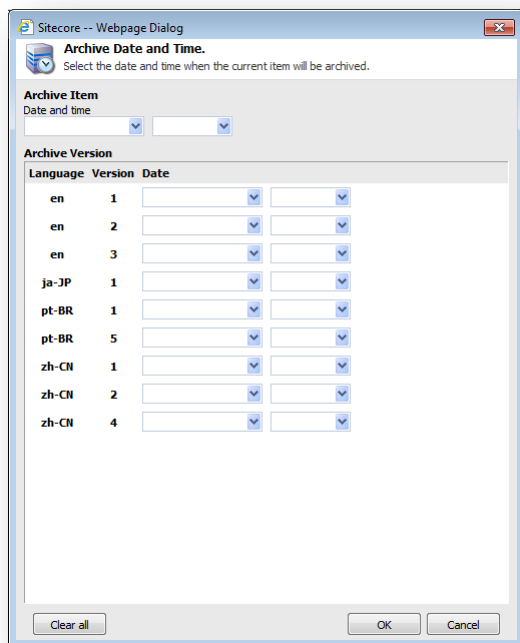 Sitecore -- Webpage Dialog
Archive Date and Time.
Select the date and time when the current item will be archived.
Archive Item
Date and time
Archive Version
Language Version Date
en 1
en 2
en 3
ja-JP 1
pt-BR 1
pt-BR 5
zh-CN 1
zh-CN 2
zh-CN 4
Clear all OK Cancel